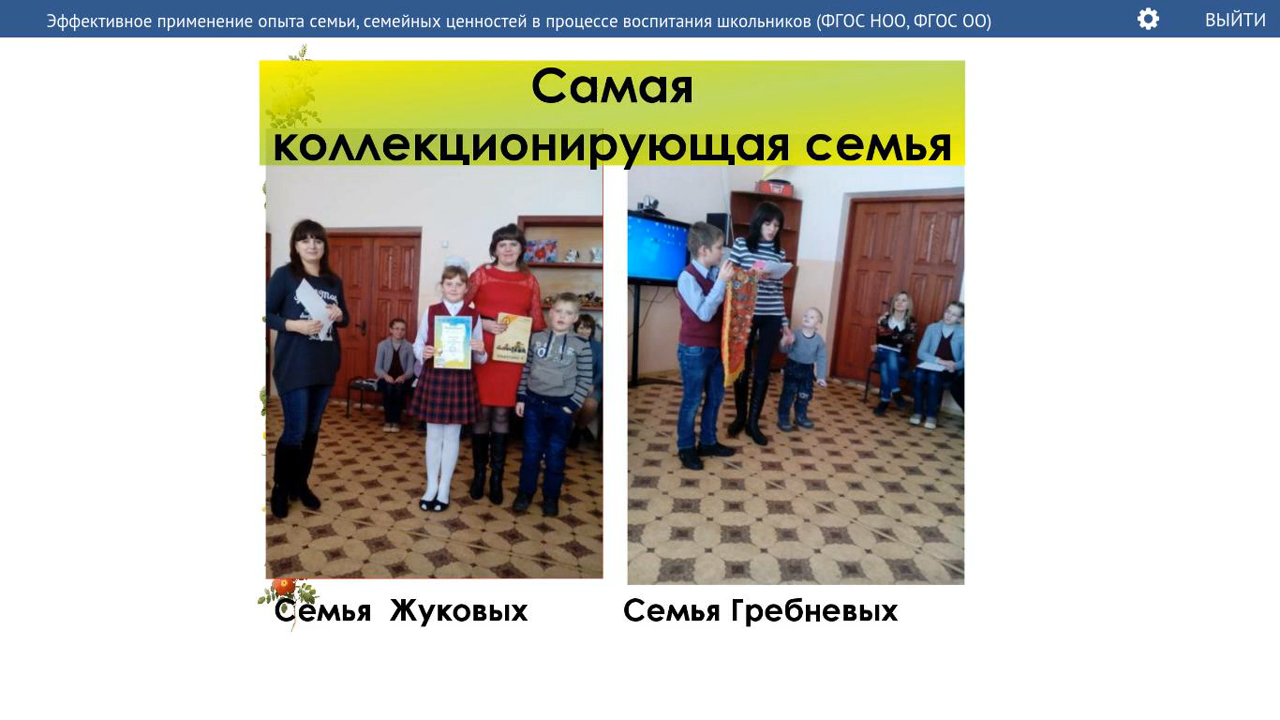 Эффективное применение опыта семьи, семейных ценностей в процессе воспитания школьников (ФГОС НОО, ФГОС ОО)
ВЫЙТИ
Самая
коллекционирующая семья
Семья Жуковых
Семья Гребневых